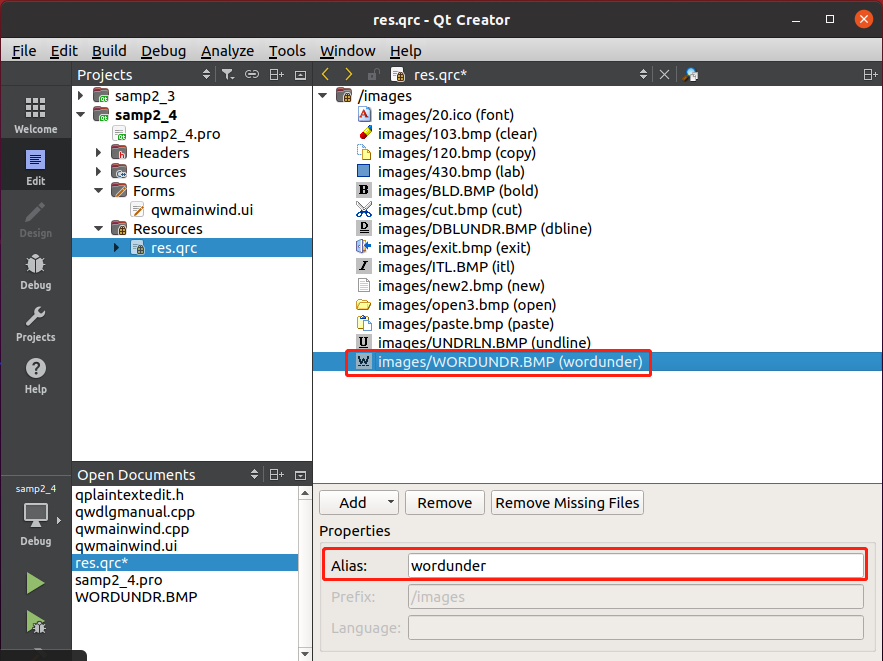 res.qrc - Qt Creator
File Edit Build Debug Analyze Tools Window Help
Projects
res.qrc*
Welcome
Edit
Design
Debug
Projects
Help
samp2_4
Debug
samp2_3
samp2_4
samp2_4.pro
Headers
Sources
Forms
qwmainwind.ui
Resources
res.qrc
/images
images/20.ico (font)
images/103.bmp (clear)
images/120.bmp (copy)
images/430.bmp (lab)
images/BLD.BMP (bold)
images/cut.bmp (cut)
images/DBLUNDR.BMP (dbline)
images/exit.bmp (exit)
images/ITL.BMP (itl)
images/new2.bmp (new)
images/open3.bmp (open)
images/paste.bmp (paste)
images/UNDRLN.BMP (undline)
images/WORDUNDR.BMP (wordunder)
Open Documents
qplaintextedit.h
qwdlgmanual.cpp
qwmainwind.cpp
qwmainwind.ui
res.qrc*
samp2_4.pro
WORDUNDR.BMP
Add Remove Remove Missing Files
Properties
Alias: wordunder
Prefix: /images
Language: